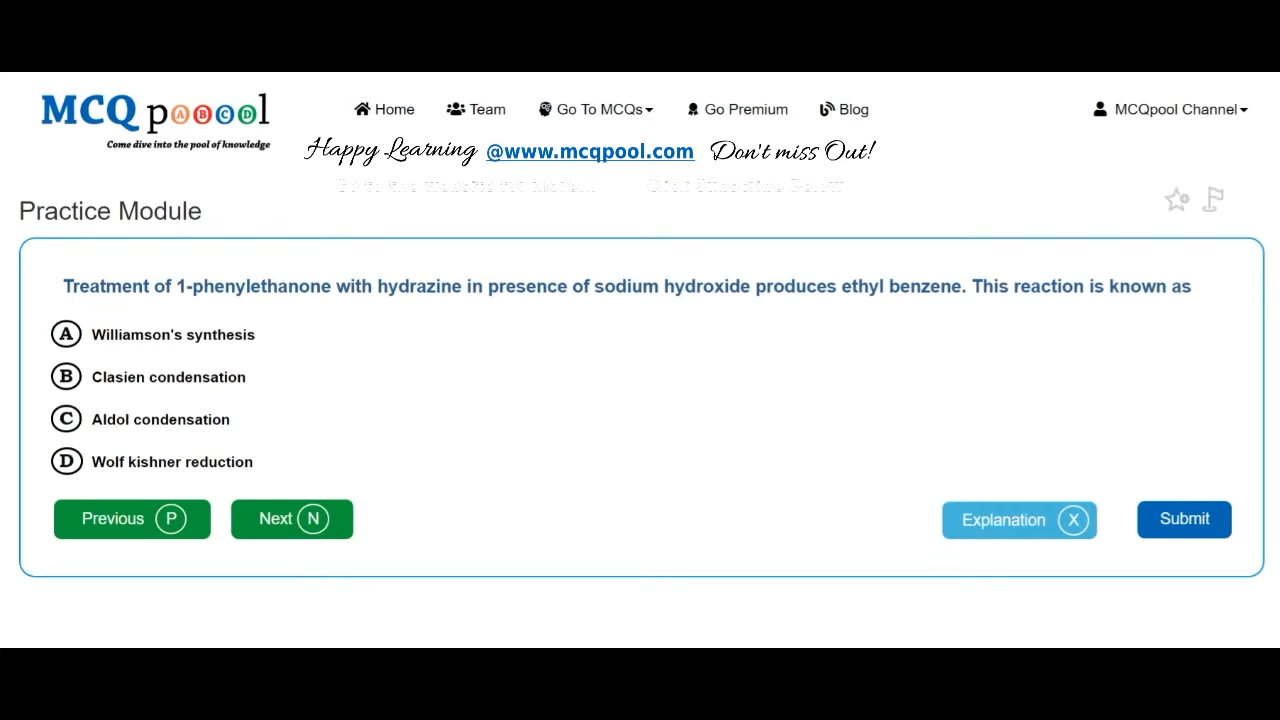 MCQ pooool
Come dive into the pool of knowledge
Home Team Go To MCQs Go Premium Blog MCQpool Channel
Happy Learning @www.mcqpool.com Don't miss Out!
Practice Module
Treatment of 1-phenylethanone with hydrazine in presence of sodium hydroxide produces ethyl benzene. This reaction is known as
A Williamson's synthesis
B Clasien condensation
C Aldol condensation
D Wolf kishner reduction
Previous P Next N Explanation X Submit